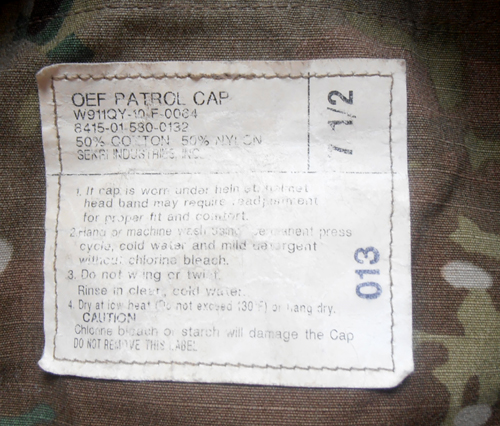 OEF PATROL CAP
W911QY-10-F-0064
8415-01-530-0132
50% COTTON 50% NYLON
SEKRI INDUSTRIES, INC.
7 1/2
1. If cap is worn under helmet, helmet
head band may require readjustment
for proper fit and comfort.
2. Hand or machine wash using permanent press
cycle, cold water and mild detergent
without chlorine bleach.
3. Do not wring or twist.
Rinse in clean, cold water.
4. Dry at low heat (Do not exceed 130°F) or hang dry.
CAUTION
Chlorine bleach or starch will damage the Cap
DO NOT REMOVE THIS LABEL
013